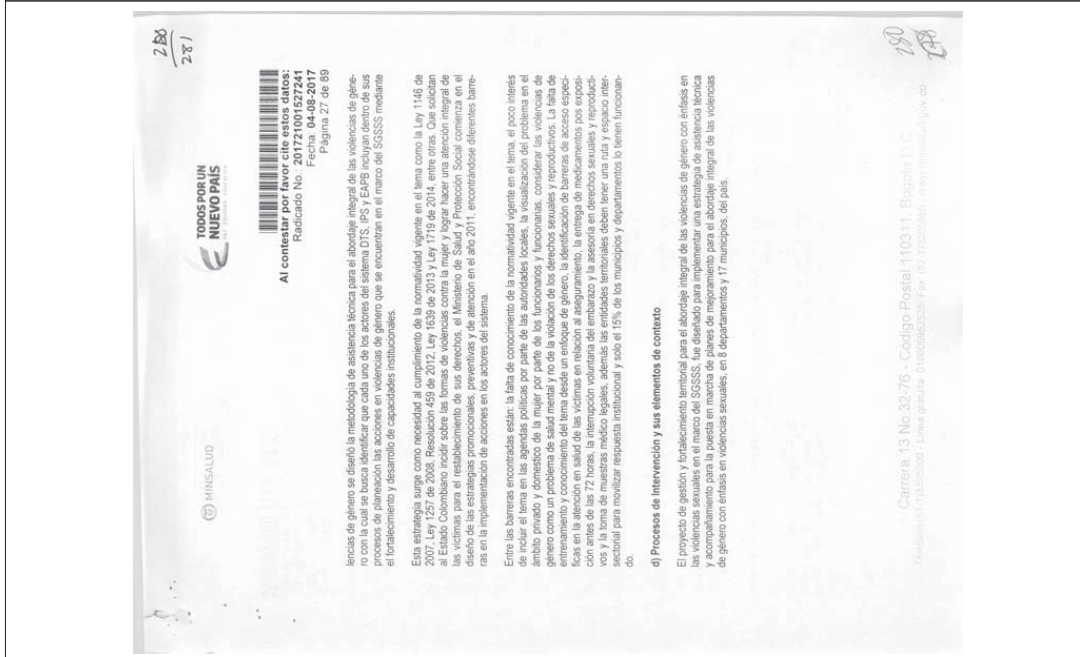 280
281
MINSALUD
TODOS POR UN
NUEVO PAÍS
Al contestar por favor cite estos datos:
Radicado No.: 201721001527241
Fecha: 04-08-2017
Página 27 de 89
lencias de género se diseñó la metodología de asistencia técnica para el abordaje integral de las violencias de géne-
ro con la cual se busca identificar que cada uno de los actores del sistema DTS, IPS y EAPB incluyan dentro de sus
procesos de planeación las acciones en violencias de género que se encuentran en el marco del SGSSS mediante
el fortalecimiento y desarrollo de capacidades institucionales.
Esta estrategia surge como necesidad al cumplimiento de la normatividad vigente en el tema como la Ley 1146 de
2007, Ley 1257 de 2008, Resolución 459 de 2012, Ley 1639 de 2013 y Ley 1719 de 2014, entre otras. Que solicitan
al Estado Colombiano incidir sobre las formas de violencias contra la mujer y lograr hacer una atención integral de
las víctimas para el restablecimiento de sus derechos, el Ministerio de Salud y Protección Social comienza en el
diseño de las estrategias promocionales, preventivas y de atención en el año 2011, encontrándose diferentes barre-
ras en la implementación de acciones en los actores del sistema.
Entre las barreras encontradas están: la falta de conocimiento de la normatividad vigente en el tema, el poco interés
de incluir el tema en las agendas políticas por parte de las autoridades locales, la visualización del problema en el
ámbito privado y domestico de la mujer por parte de los funcionarios y funcionarias, considerar las violencias de
género como un problema de salud mental y no de la violación de los derechos sexuales y reproductivos. La falta de
entrenamiento y conocimiento del tema desde un enfoque de género, la identificación de barreras de acceso especí-
ficas en la atención en salud de las víctimas en relación al aseguramiento, la entrega de medicamentos pos exposi-
ción antes de las 72 horas, la interrupción voluntaria del embarazo y la asesoría en derechos sexuales y reproducti-
vos y la toma de muestras médico legales, además las entidades territoriales deben tener una ruta y espacio inter-
sectorial para movilizar respuesta institucional y sólo el 15% de los municipios y departamentos lo tienen funcionan-
do.
d) Procesos de Intervención y sus elementos de contexto
El proyecto de gestión y fortalecimiento territorial para el abordaje integral de las violencias de género con énfasis en
las violencias sexuales en el marco del SGSSS, fue diseñado para implementar una estrategia de asistencia técnica
y acompañamiento para la puesta en marcha de planes de mejoramiento para el abordaje integral de las violencias
de género con énfasis en violencias sexuales, en 8 departamentos y 17 municipios, del país.
Carrera 13 No 32-76 - Código Postal 110311,
280